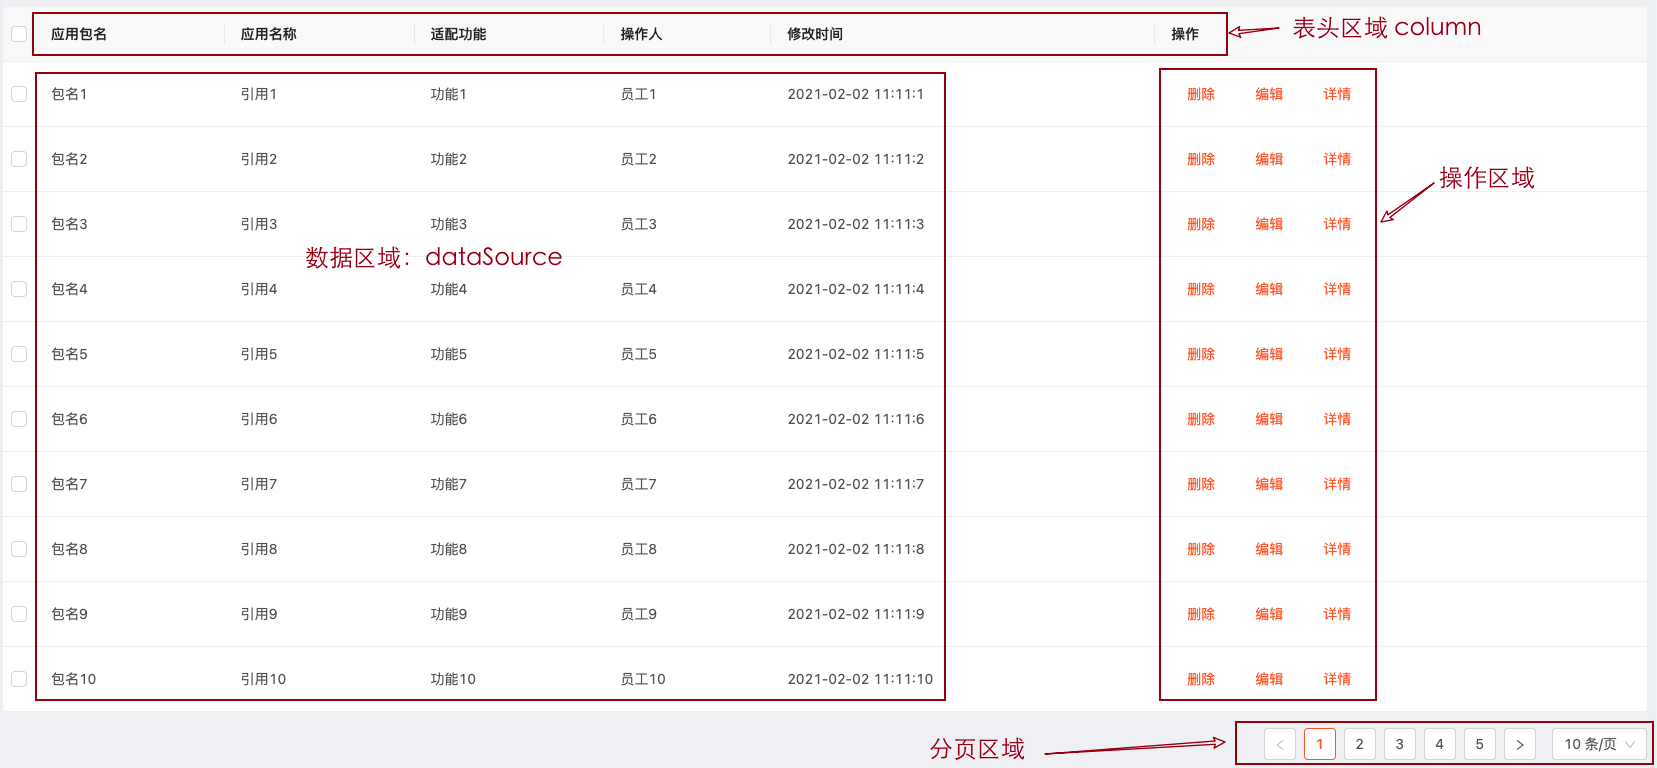 应用包名 应用名称 适配功能 操作人 修改时间 操作 表头区域 column
包名1 引用1 功能1 员工1 2021-02-02 11:11:1 删除 编辑 详情
包名2 引用2 功能2 员工2 2021-02-02 11:11:2 删除 编辑 详情
操作区域
包名3 引用3 功能3 员工3 2021-02-02 11:11:3 删除 编辑 详情
数据区域：dataSource
包名4 引用4 功能4 员工4 2021-02-02 11:11:4 删除 编辑 详情
包名5 引用5 功能5 员工5 2021-02-02 11:11:5 删除 编辑 详情
包名6 引用6 功能6 员工6 2021-02-02 11:11:6 删除 编辑 详情
包名7 引用7 功能7 员工7 2021-02-02 11:11:7 删除 编辑 详情
包名8 引用8 功能8 员工8 2021-02-02 11:11:8 删除 编辑 详情
包名9 引用9 功能9 员工9 2021-02-02 11:11:9 删除 编辑 详情
包名10 引用10 功能10 员工10 2021-02-02 11:11:10 删除 编辑 详情
分页区域 < 1 2 3 4 5 > 10 条/页